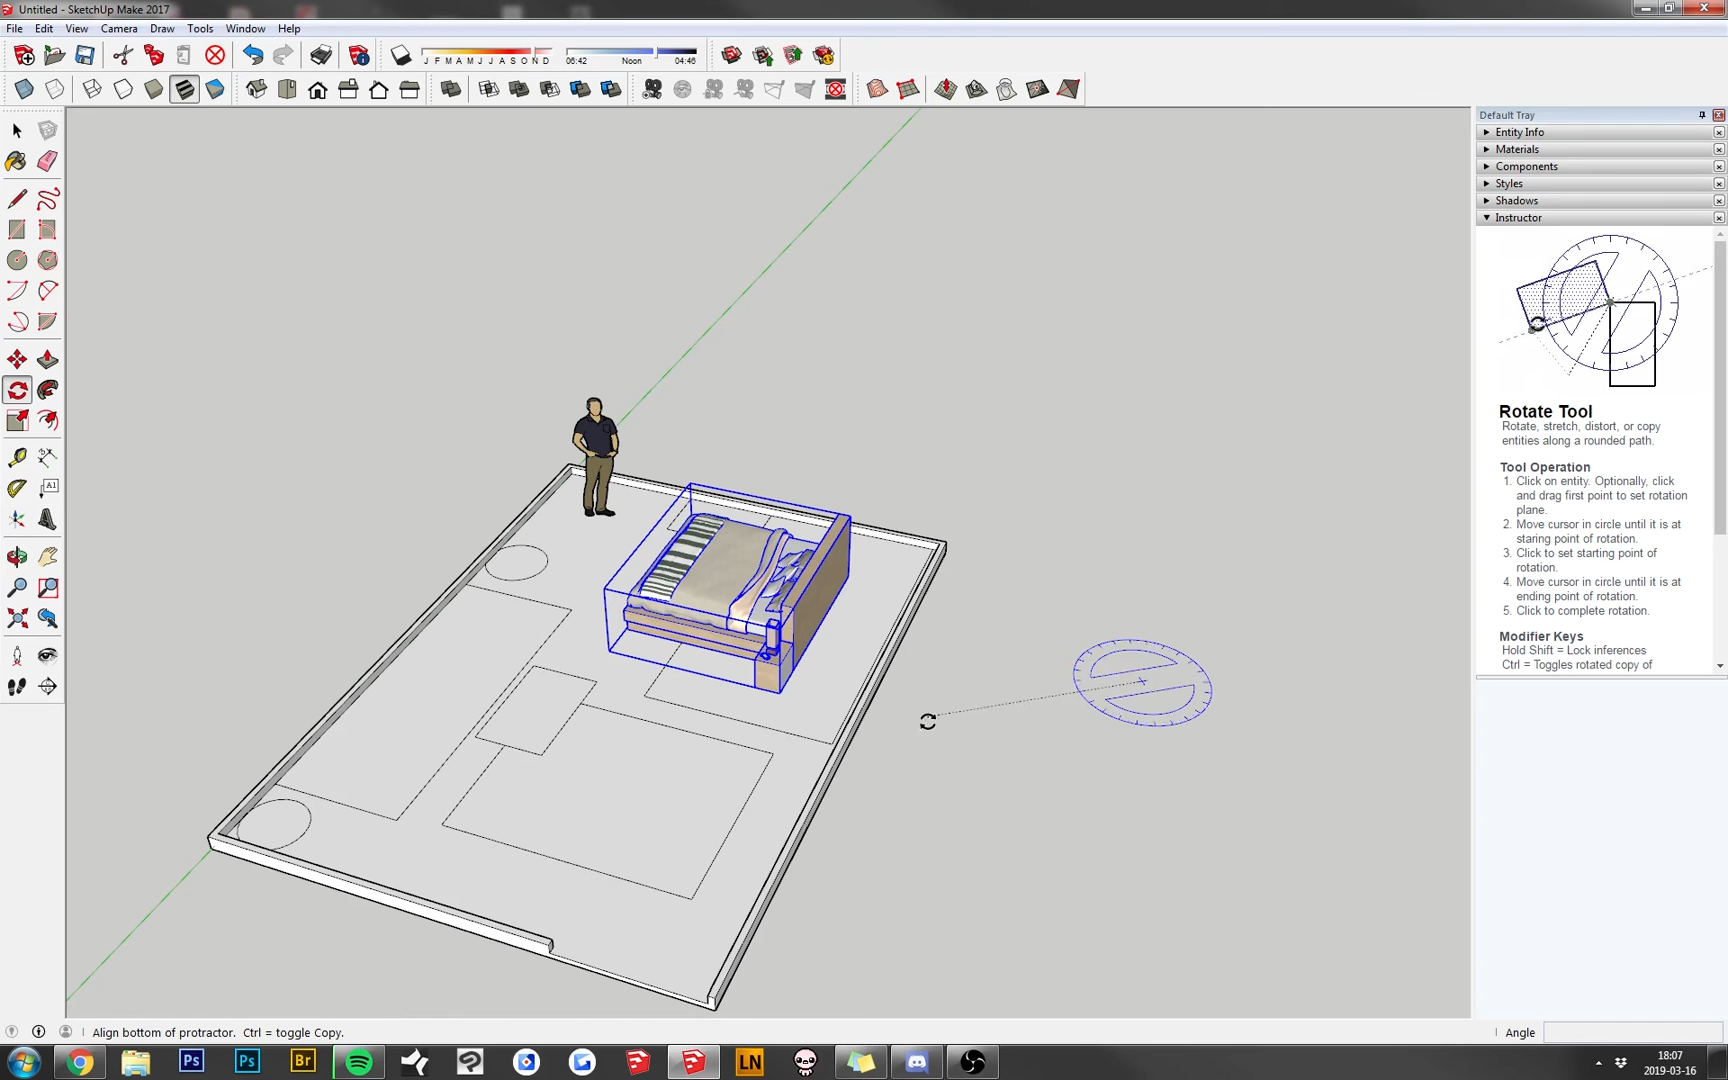 Untitled - SketchUp Make 2017
File Edit View Camera Draw Tools Window Help
J F M A M J J A S O N D
06:42 Noon 04:46
Default Tray
Entity Info
Materials
Components
Styles
Shadows
Instructor
A1
Rotate Tool
Rotate, stretch, distort, or copy
entities along a rounded path.
Tool Operation
1. Click on entity. Optionally, click
and drag first point to set rotation
plane.
2. Move cursor in circle until it is at
staring point of rotation.
3. Click to set starting point of
rotation.
4. Move cursor in circle until it is at
ending point of rotation.
5. Click to complete rotation.
Modifier Keys
Hold Shift = Lock inferences
Ctrl = Toggles rotated copy of
Align bottom of protractor. Ctrl = toggle Copy.
Angle
Ps
Ps
Br
LN
18:07
2019-03-16